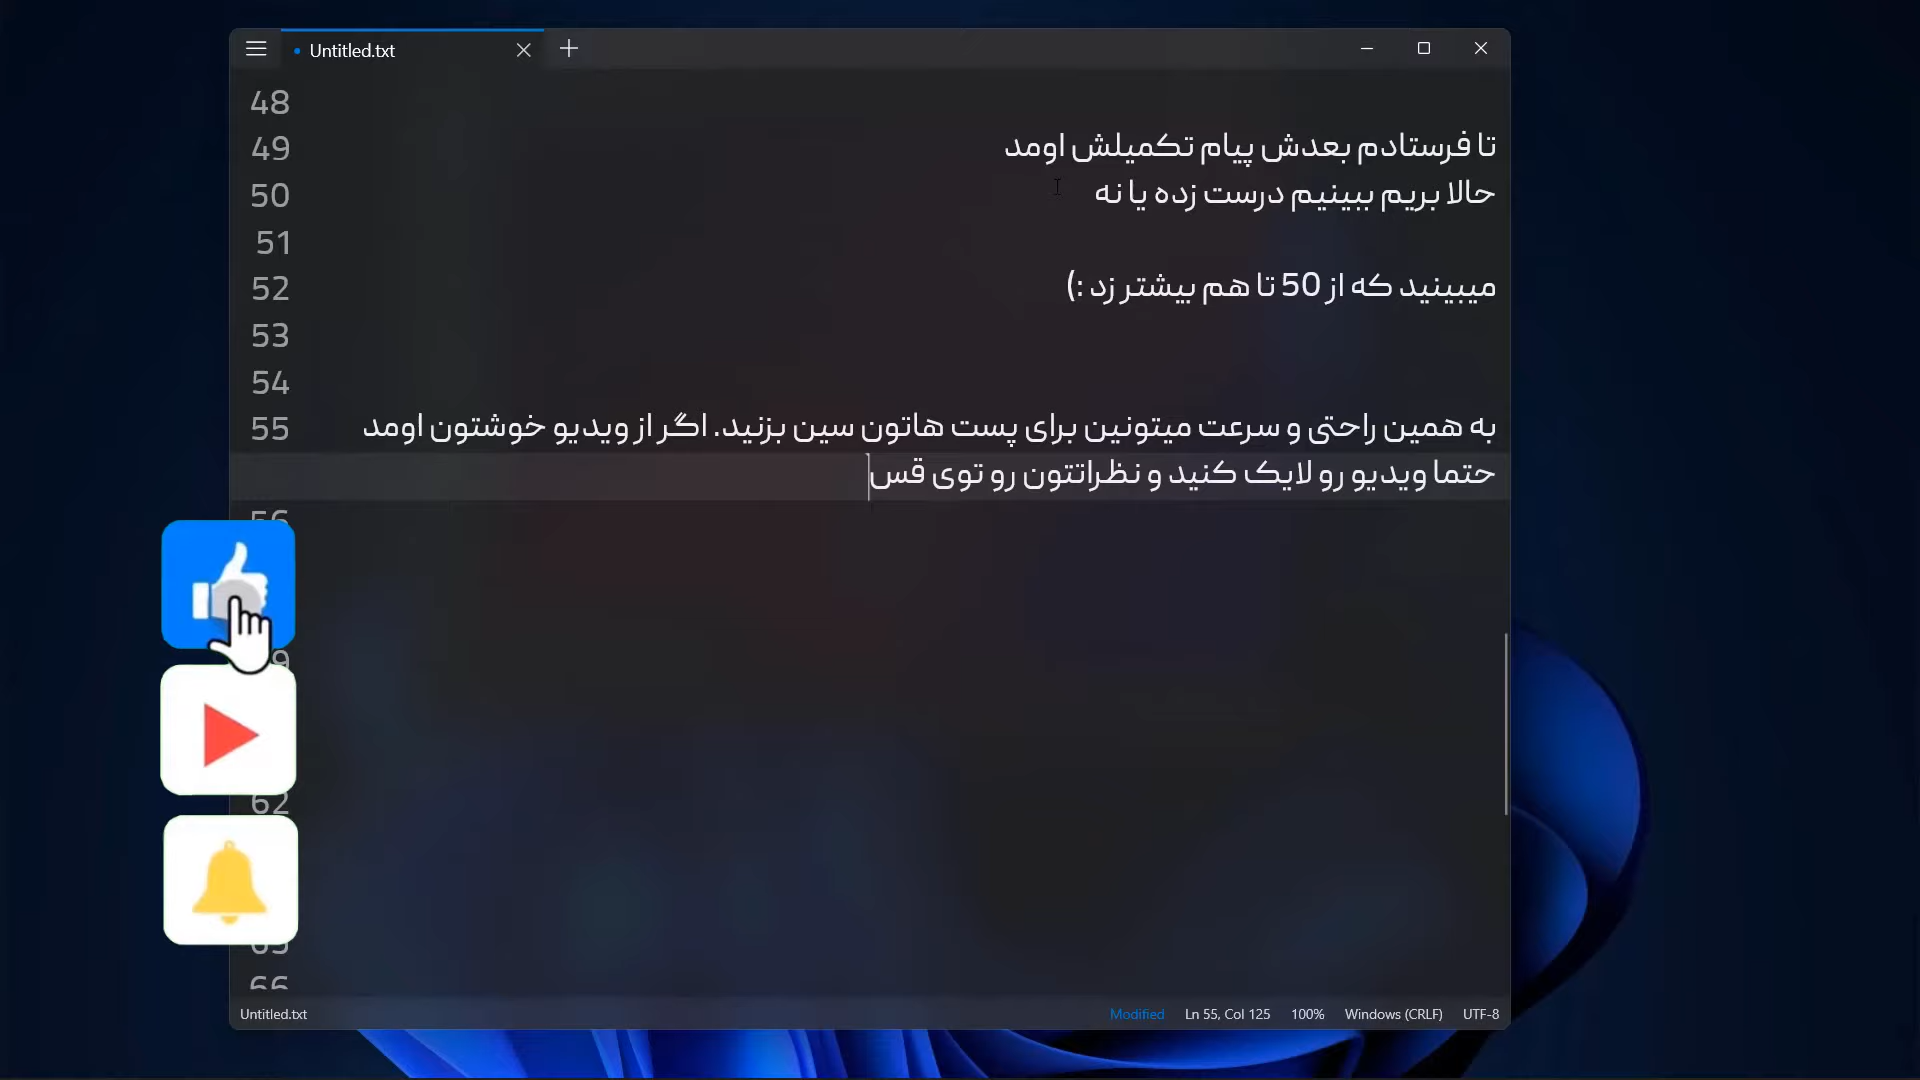 Untitled.txt
48
49 تا فرستادم بعدش پیام تکمیلش اومد
50 حالا بریم ببینیم درست زده یا نه
51
52 میبینید که از 50 تا هم بیشتر زد :)
53
54
55 به همین راحتی و سرعت میتونین برای پست هاتون سین بزنید. اگر از ویدیو خوشتون اومد
حتما ویدیو رو لایک کنید و نظراتتون رو توی قس
56
62
65
66
Untitled.txt Modified Ln 55, Col 125 100% Windows (CRLF) UTF-8